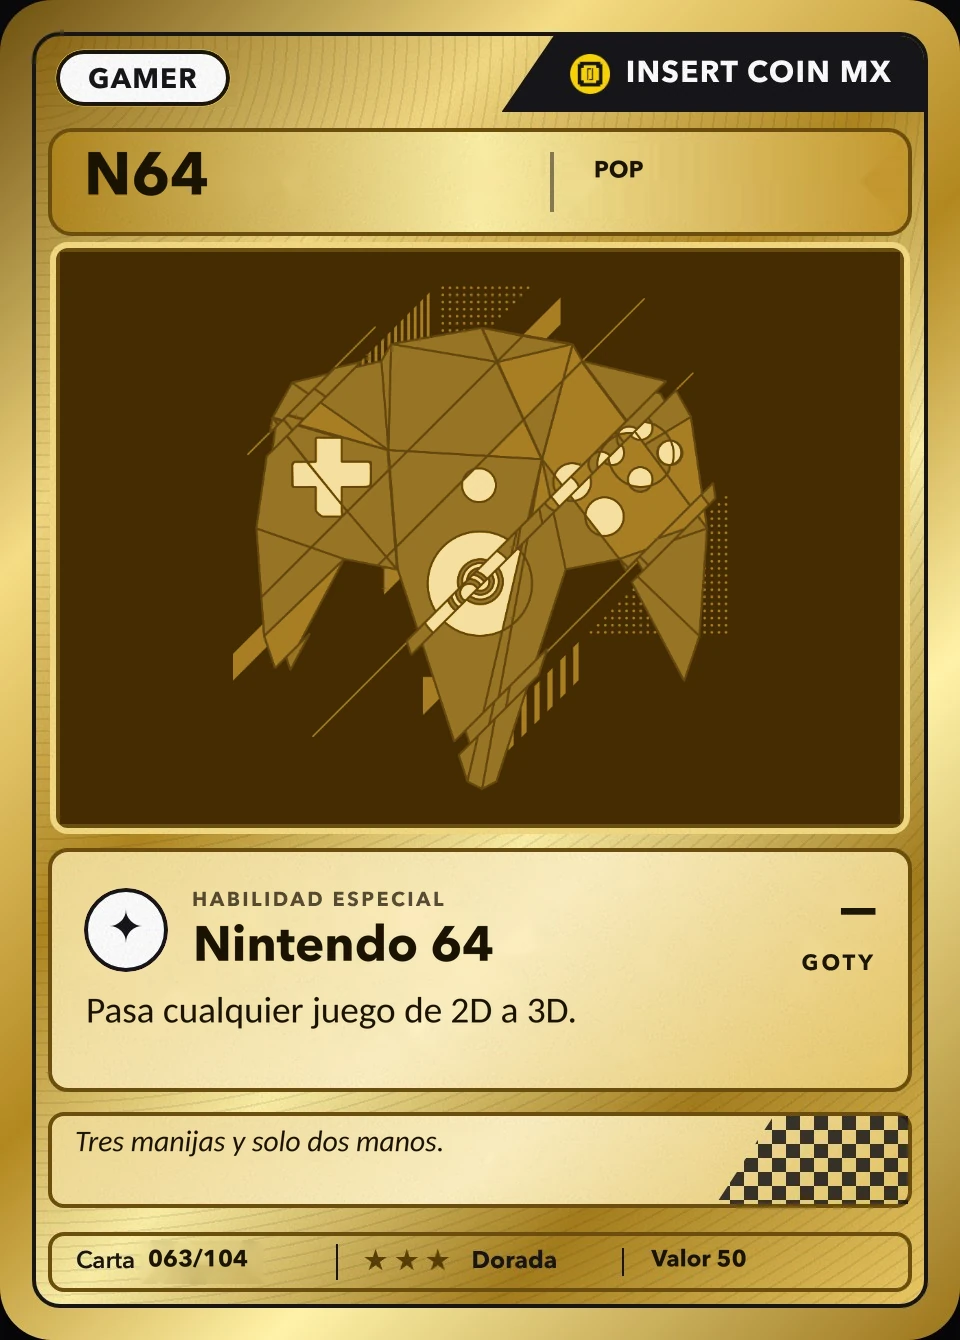 GAMER
INSERT COIN MX
N64
POP
HABILIDAD ESPECIAL
Nintendo 64
GOTY
Pasa cualquier juego de 2D a 3D.
Tres manijas y solo dos manos.
Carta 063/104
★★★ Dorada
Valor 50